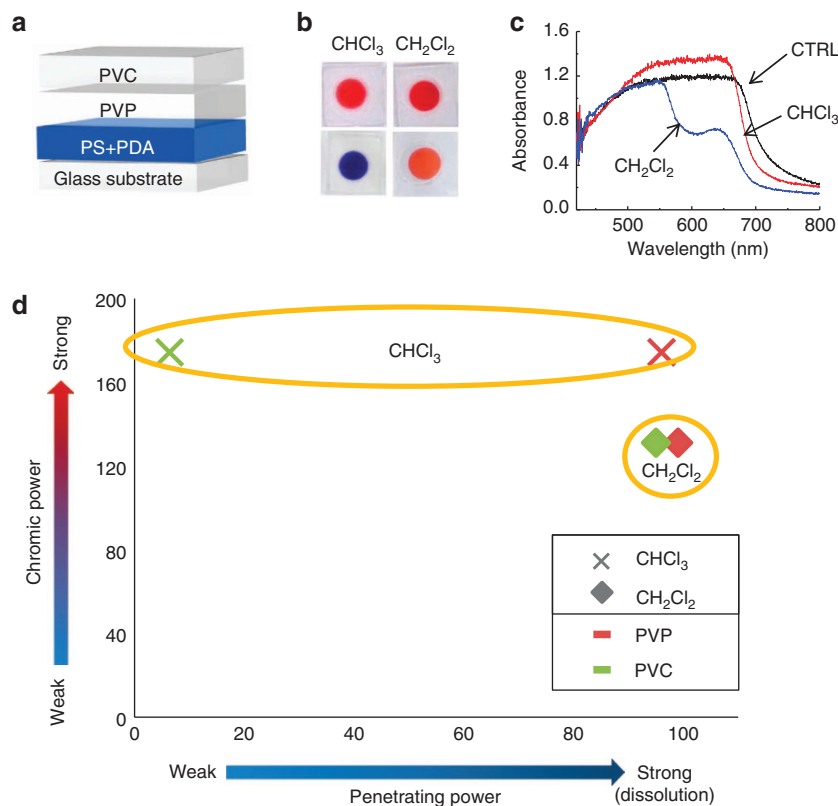 a
PVC
PVP
PS+PDA
Glass substrate
b
CHCl₃ CH₂Cl₂
c
Absorbance
1.6
1.2
0.8
0.4
0.0
CTRL
CHCl₃
CH₂Cl₂
500 600 700 800
Wavelength (nm)
d
Strong
Chromic power
Weak
200
160
120
80
40
0
CHCl₃
CH₂Cl₂
CHCl₃
CH₂Cl₂
PVP
PVC
0 20 40 60 80 100
Weak
Penetrating power
Strong
(dissolution)